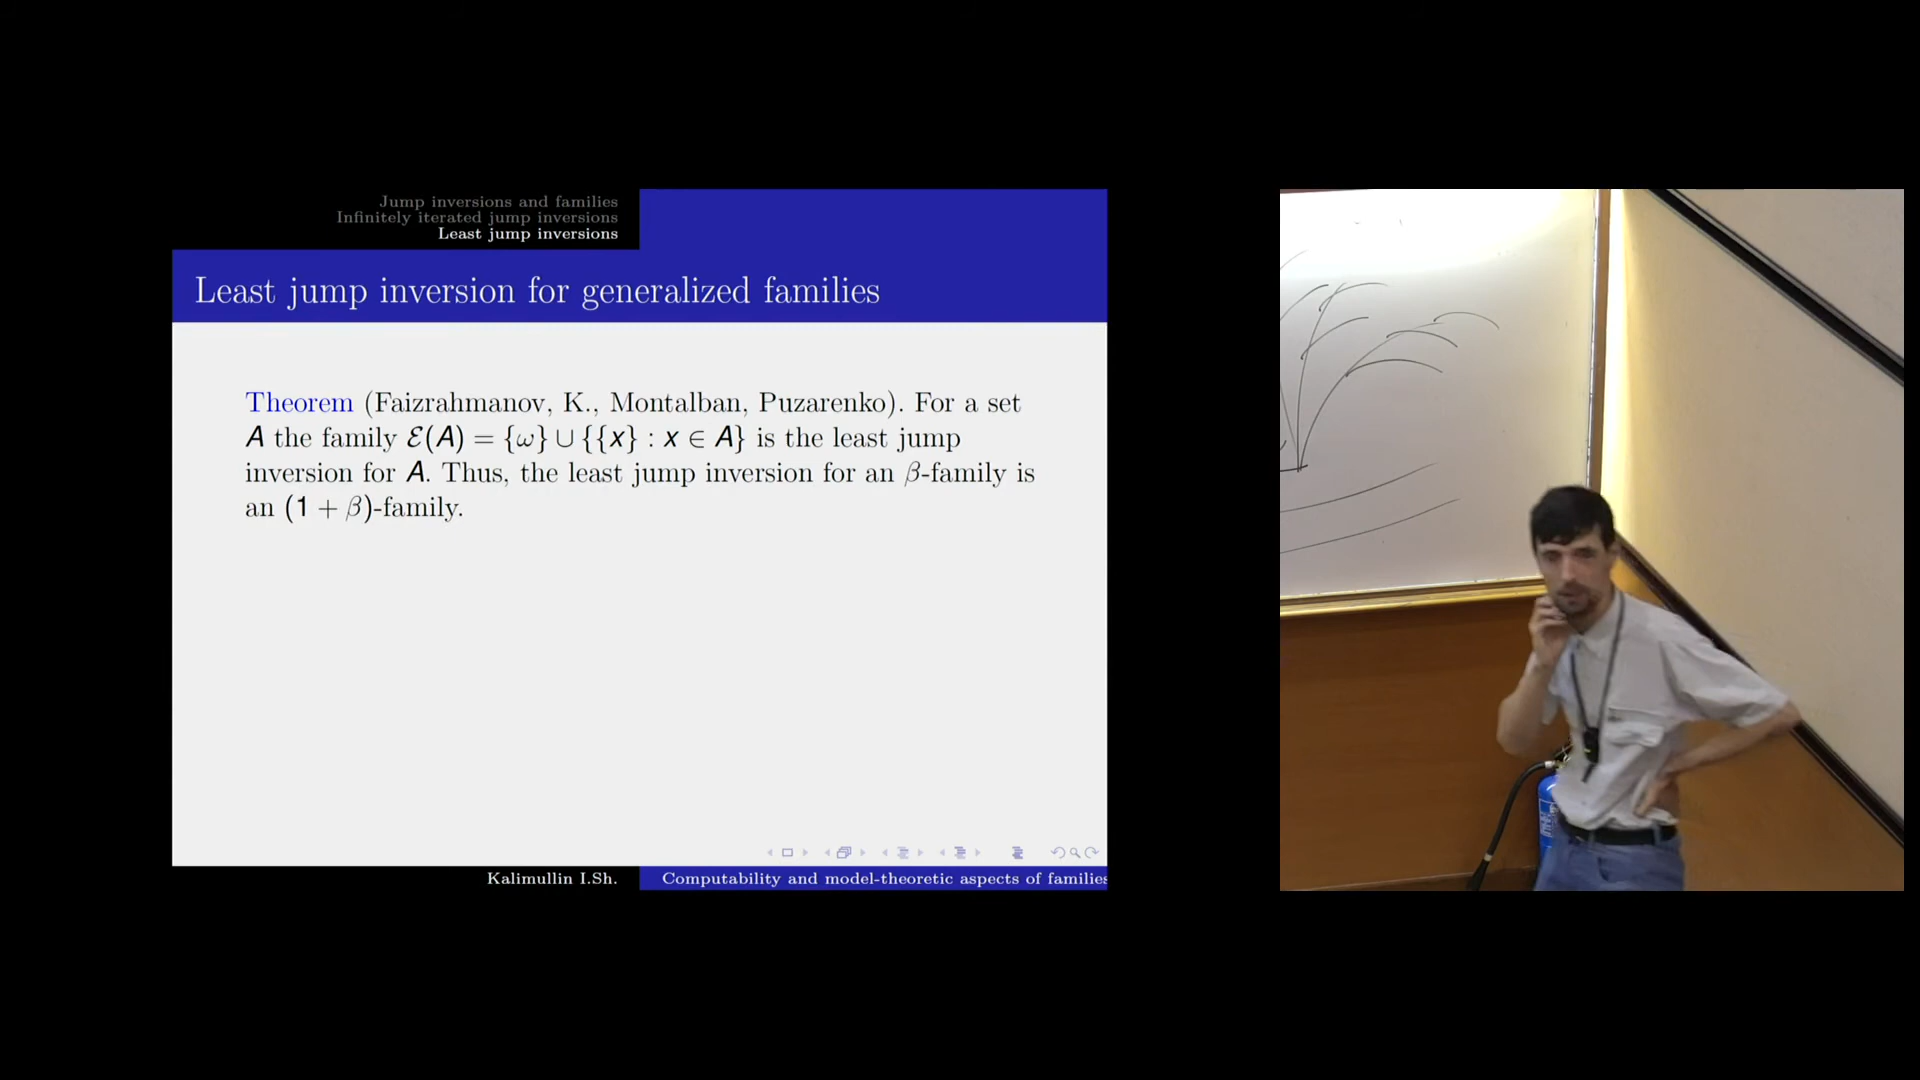 Jump inversions and families
Infinitely iterated jump inversions
Least jump inversions
Least jump inversion for generalized families
Theorem (Faizrahmanov, K., Montalban, Puzarenko). For a set
A the family ℰ(A) = {ω} ∪ {{x} : x ∈ A} is the least jump
inversion for A. Thus, the least jump inversion for an β-family is
an (1 + β)-family.
Kalimullin I.Sh.
Computability and model-theoretic aspects of families